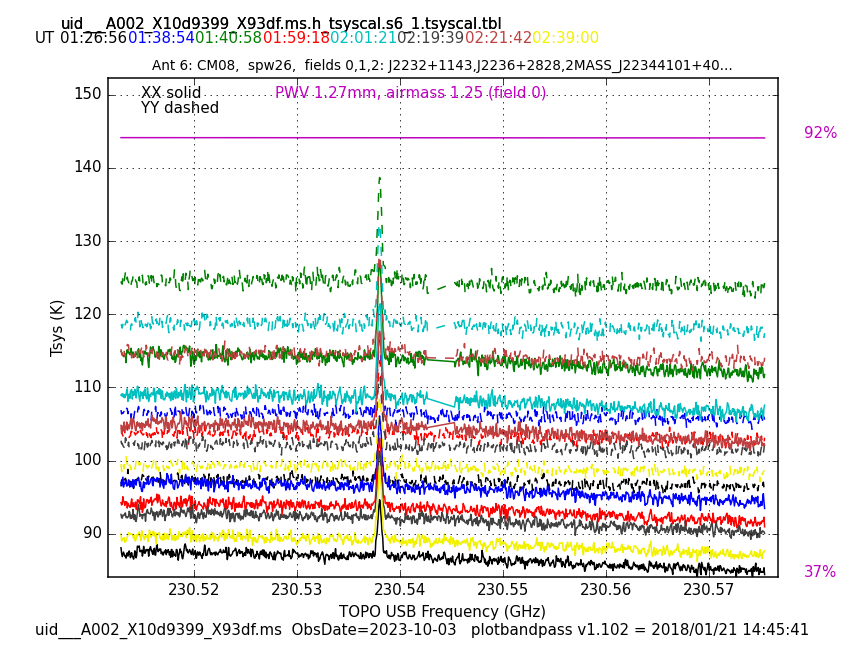 uid___A002_X10d9399_X93df.ms.h_tsyscal.s6_1.tsyscal.tbl
UT 01:26:56 01:38:54 01:40:58 01:59:18 02:01:21 02:19:39 02:21:42 02:39:00
Ant 6: CM08,  spw26,  fields 0,1,2: J2232+1143,J2236+2828,2MASS_J22344101+40...
XX solid
PWV 1.27mm, airmass 1.25 (field 0)
YY dashed
150
92%
140
130
120
110
100
90
Tsys (K)
37%
230.52 230.53 230.54 230.55 230.56 230.57
TOPO USB Frequency (GHz)
uid___A002_X10d9399_X93df.ms  ObsDate=2023-10-03   plotbandpass v1.102 = 2018/01/21 14:45:41